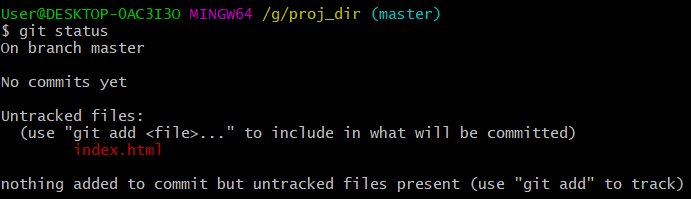 User@DESKTOP-0AC3I3O MINGW64 /g/proj_dir (master)
$ git status
On branch master
No commits yet
Untracked files:
(use "git add <file>..." to include in what will be committed)
index.html
nothing added to commit but untracked files present (use "git add" to track)